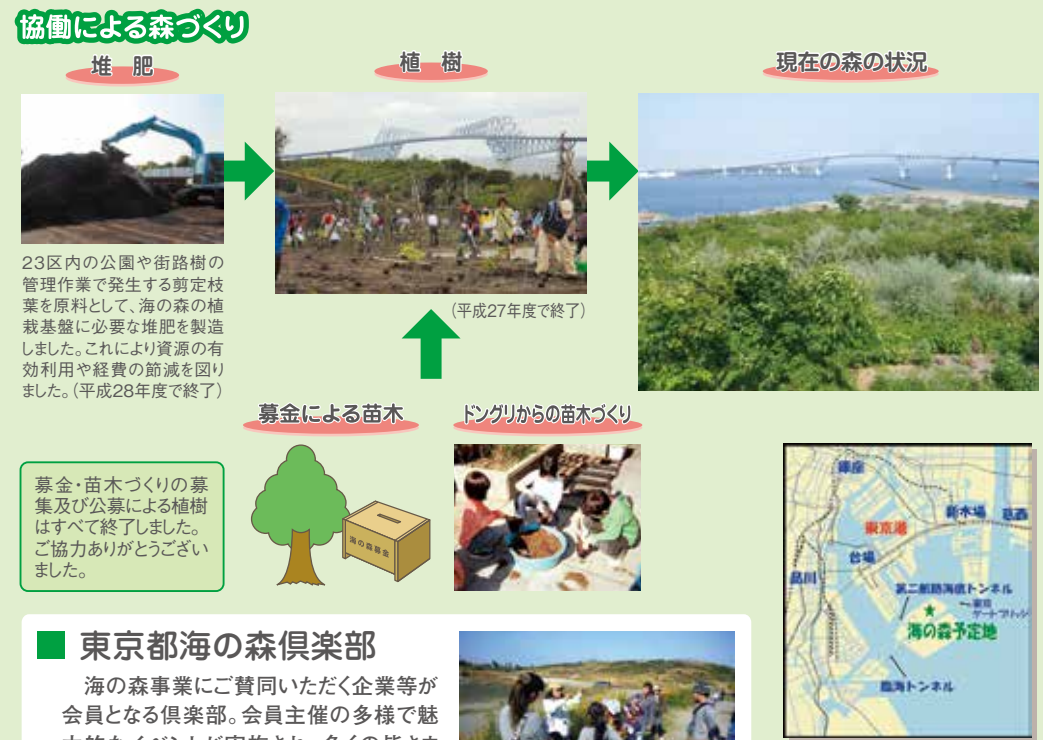 協働による森づくり
堆 肥
植 樹
現在の森の状況
23区内の公園や街路樹の
管理作業で発生する剪定枝
葉を原料として、海の森の植
栽基盤に必要な堆肥を製造
しました。これにより資源の有
効利用や経費の節減を図り
ました。(平成28年度で終了)
(平成27年度で終了)
募金による苗木
ドングリからの苗木づくり
募金・苗木づくりの募
集及び公募による植樹
はすべて終了しました。
ご協力ありがとうござい
ました。
海の森募金
銀座
新木場
葛西
東京港
台場
品川
第二航路海底トンネル
東京
ゲートブリッジ
海の森予定地
臨海トンネル
東京都海の森倶楽部
海の森事業にご賛同いただく企業等が
会員となる倶楽部。会員主催の多様で魅